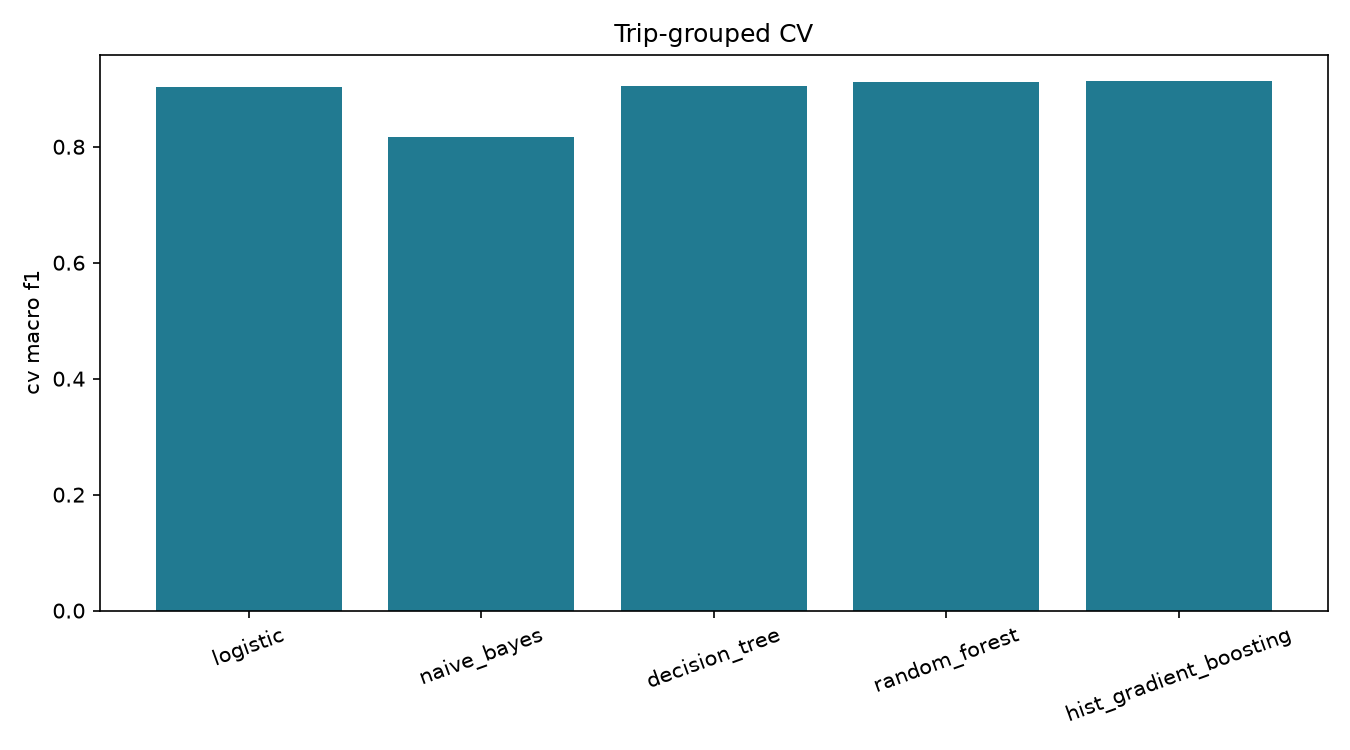 Trip-grouped CV
cv macro f1
0.8
0.6
0.4
0.2
0.0
logistic
naive_bayes
decision_tree
random_forest
hist_gradient_boosting